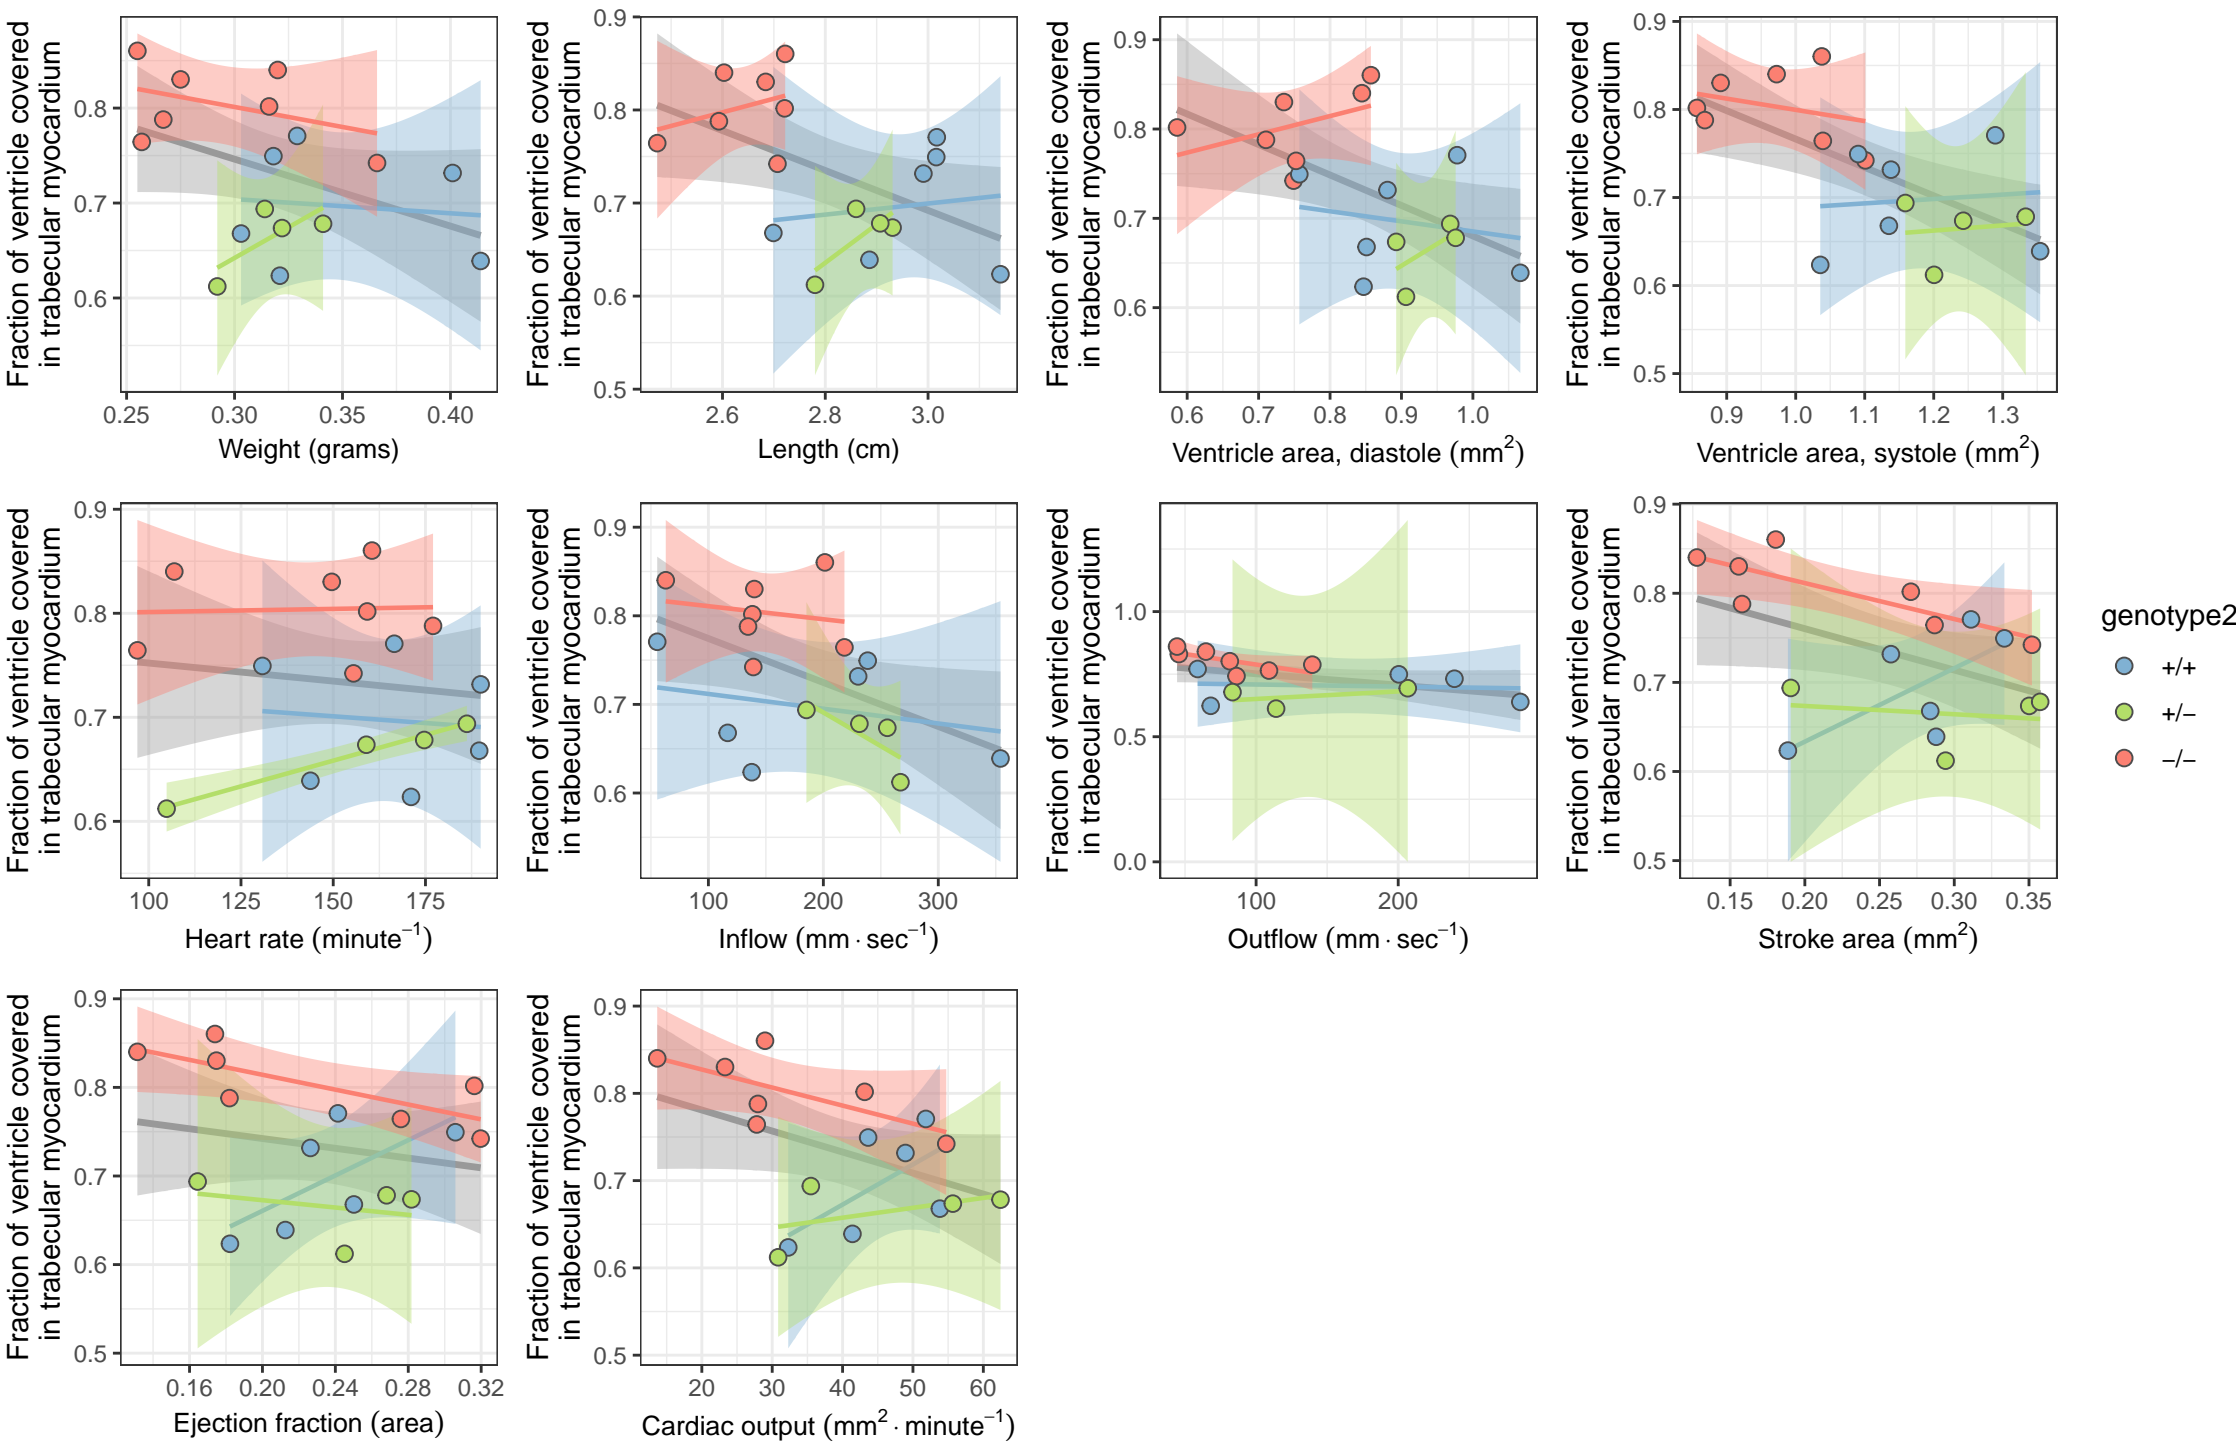 Fraction of ventricle covered
in trabecular myocardium
0.9
0.8
0.7
0.6
0.25 0.30 0.35 0.40
Weight (grams)
Fraction of ventricle covered
in trabecular myocardium
0.9
0.8
0.7
0.6
0.5
2.6 2.8 3.0
Length (cm)
Fraction of ventricle covered
in trabecular myocardium
0.9
0.8
0.7
0.6
0.6 0.7 0.8 0.9 1.0
Ventricle area, diastole (mm²)
Fraction of ventricle covered
in trabecular myocardium
0.9
0.8
0.7
0.6
0.5
0.9 1.0 1.1 1.2 1.3
Ventricle area, systole (mm²)
Fraction of ventricle covered
in trabecular myocardium
0.9
0.8
0.7
0.6
100 125 150 175
Heart rate (minute⁻¹)
Fraction of ventricle covered
in trabecular myocardium
0.9
0.8
0.7
0.6
100 200 300
Inflow (mm · sec⁻¹)
Fraction of ventricle covered
in trabecular myocardium
1.0
0.5
0.0
100 200
Outflow (mm · sec⁻¹)
Fraction of ventricle covered
in trabecular myocardium
0.9
0.8
0.7
0.6
0.5
0.15 0.20 0.25 0.30 0.35
Stroke area (mm²)
genotype2
+/+
+/−
−/−
Fraction of ventricle covered
in trabecular myocardium
0.9
0.8
0.7
0.6
0.5
0.16 0.20 0.24 0.28 0.32
Ejection fraction (area)
Fraction of ventricle covered
in trabecular myocardium
0.9
0.8
0.7
0.6
0.5
20 30 40 50 60
Cardiac output (mm² · minute⁻¹)